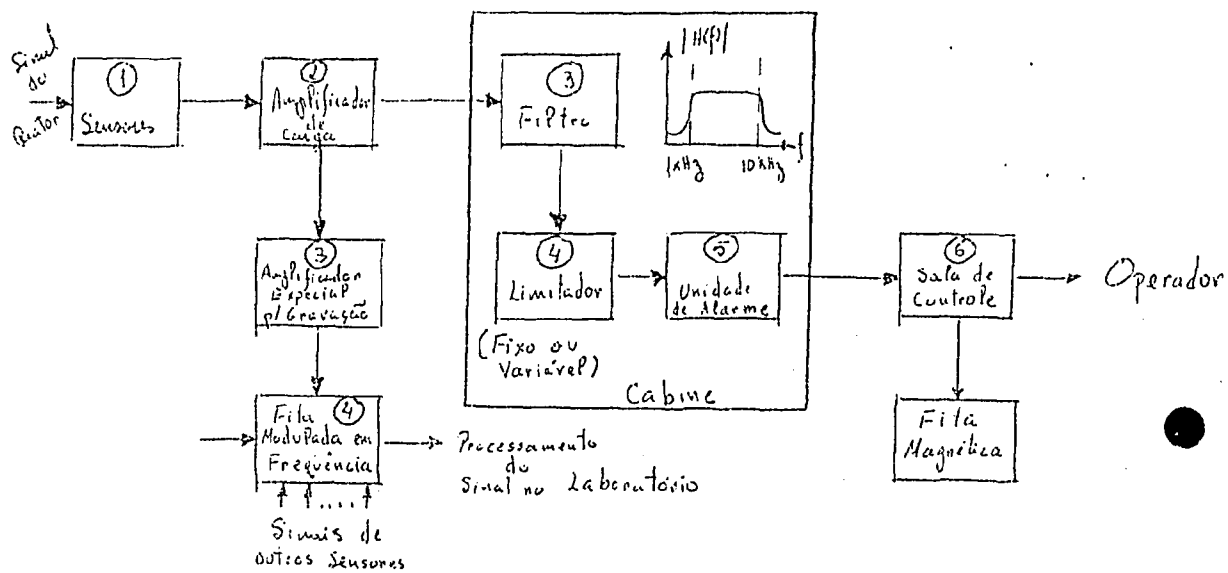 Sinal
do
Reator
1
Sensores
2
Amplificador
de
Carga
3
Filtro
|H(f)|
1kHz
10kHz
f
3
Amplificador
Especial
p/ Gravação
4
Limitador
(Fixo ou
Variável)
5
Unidade
de Alarme
Cabine
6
Sala de
Controle
Operador
Fita
Magnética
Fita 4
Modulada em
Freqüência
Processamento
do
Sinal no Laboratório
....
Sinais de
outros Sensores